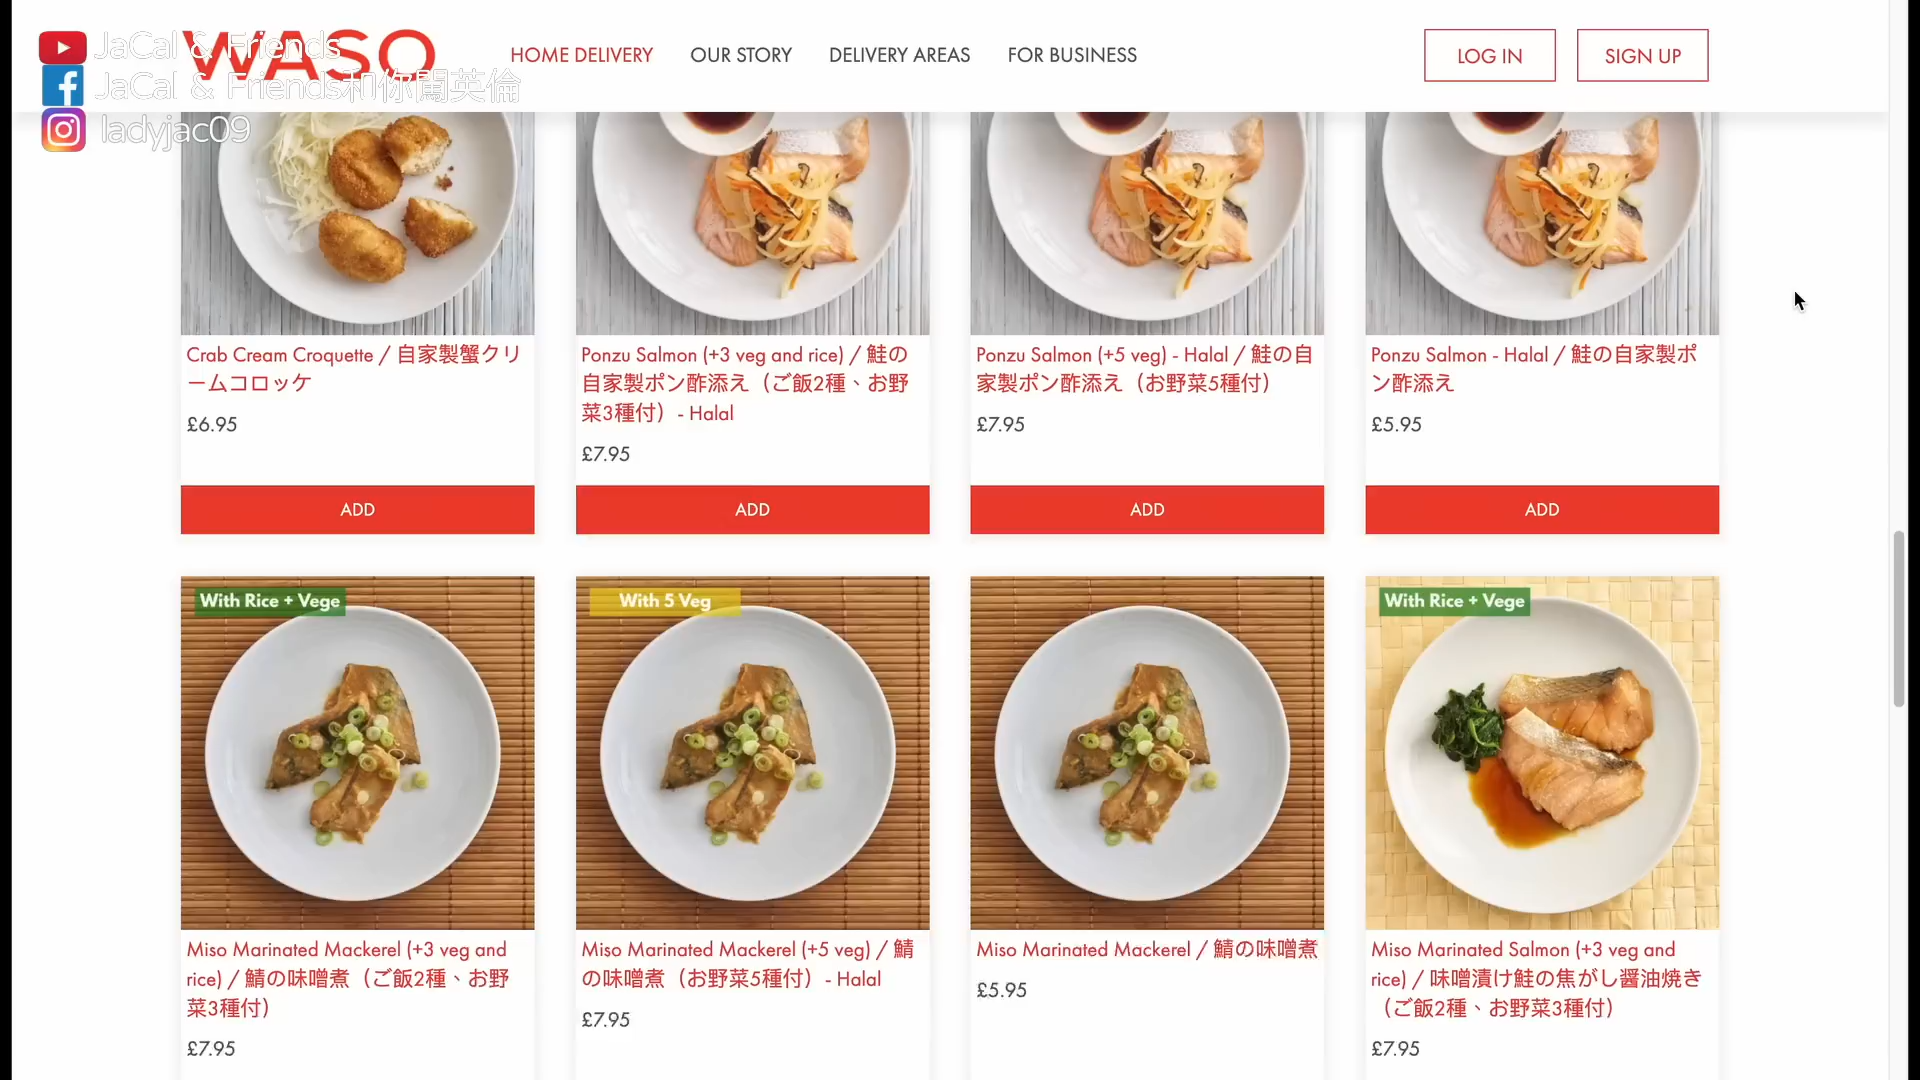 WASO
HOME DELIVERY
OUR STORY
DELIVERY AREAS
FOR BUSINESS
LOG IN
SIGN UP
JaCal & Friends
JaCal & Friends和你闖英倫
ladyjac09
Crab Cream Croquette / 自家製蟹クリ
ームコロッケ
£6.95
ADD
Ponzu Salmon (+3 veg and rice) / 鮭の
自家製ポン酢添え（ご飯2種、お野
菜3種付）- Halal
£7.95
ADD
Ponzu Salmon (+5 veg) - Halal / 鮭の自
家製ポン酢添え（お野菜5種付）
£7.95
ADD
Ponzu Salmon - Halal / 鮭の自家製ポ
ン酢添え
£5.95
ADD
With Rice + Vege
Miso Marinated Mackerel (+3 veg and
rice) / 鯖の味噌煮（ご飯2種、お野
菜3種付）
£7.95
With 5 Veg
Miso Marinated Mackerel (+5 veg) / 鯖
の味噌煮（お野菜5種付）- Halal
£7.95
Miso Marinated Mackerel / 鯖の味噌煮
£5.95
With Rice + Vege
Miso Marinated Salmon (+3 veg and
rice) / 味噌漬け鮭の焦がし醤油焼き
（ご飯2種、お野菜3種付）
£7.95